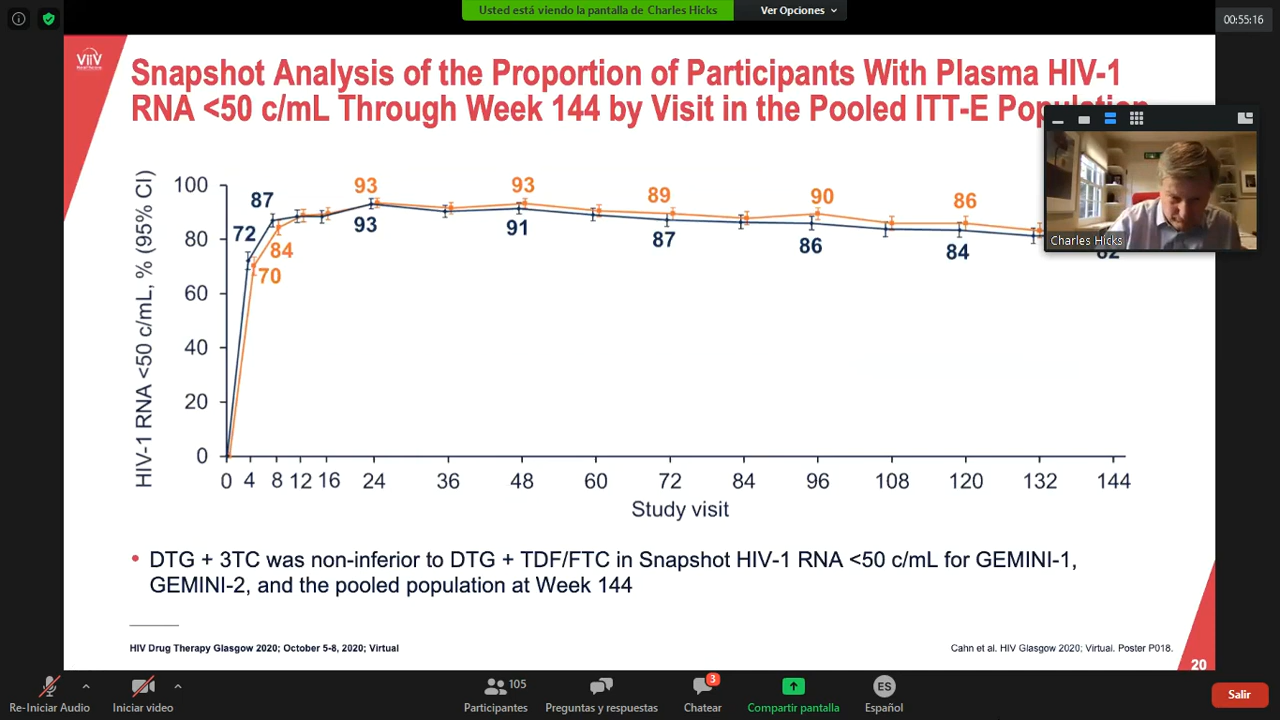 Usted está viendo la pantalla de Charles Hicks
Ver Opciones
00:55:16
ViiV
Snapshot Analysis of the Proportion of Participants With Plasma HIV-1
RNA <50 c/mL Through Week 144 by Visit in the Pooled ITT-E
Charles Hicks
HIV-1 RNA <50 c/mL, % (95% CI)
100
80
60
40
20
0
72
87
93
91
87
86
84
70
84
93
93
89
90
86
0 4 8 12 16 24 36 48 60 72 84 96 108 120 132 144
Study visit
• DTG + 3TC was non-inferior to DTG + TDF/FTC in Snapshot HIV-1 RNA <50 c/mL for GEMINI-1,
GEMINI-2, and the pooled population at Week 144
HIV Drug Therapy Glasgow 2020; October 5-8, 2020; Virtual
Cahn et al. HIV Glasgow 2020; Virtual. Poster P018.
20
Re-Iniciar Audio
Iniciar video
105
Participantes
Preguntas y respuestas
3
Chatear
Compartir pantalla
ES
Español
Salir